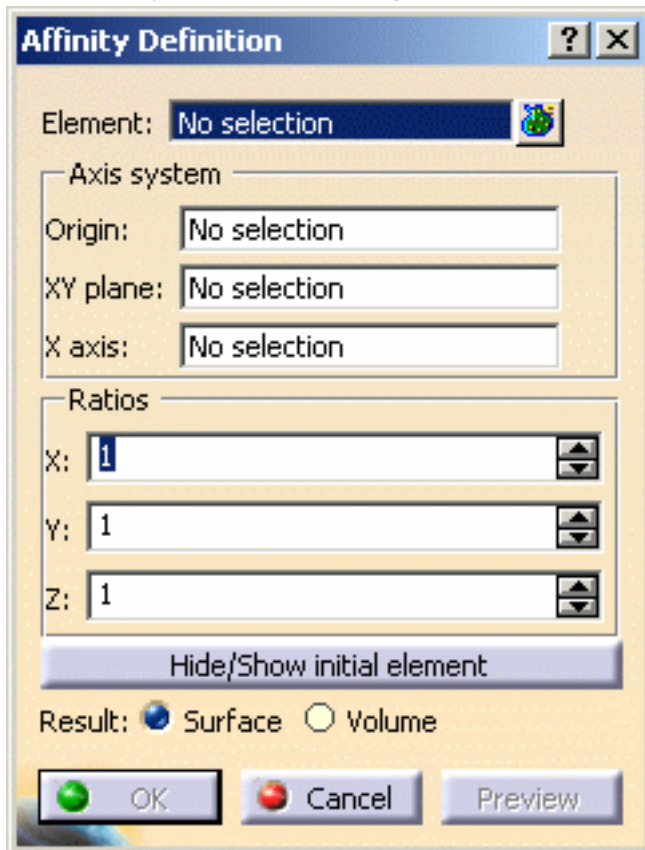 Affinity Definition ? ×
Element: No selection
Axis system
Origin: No selection
XY plane: No selection
X axis: No selection
Ratios
X: 1
Y: 1
Z: 1
Hide/Show initial element
Result: Surface Volume
OK Cancel Preview